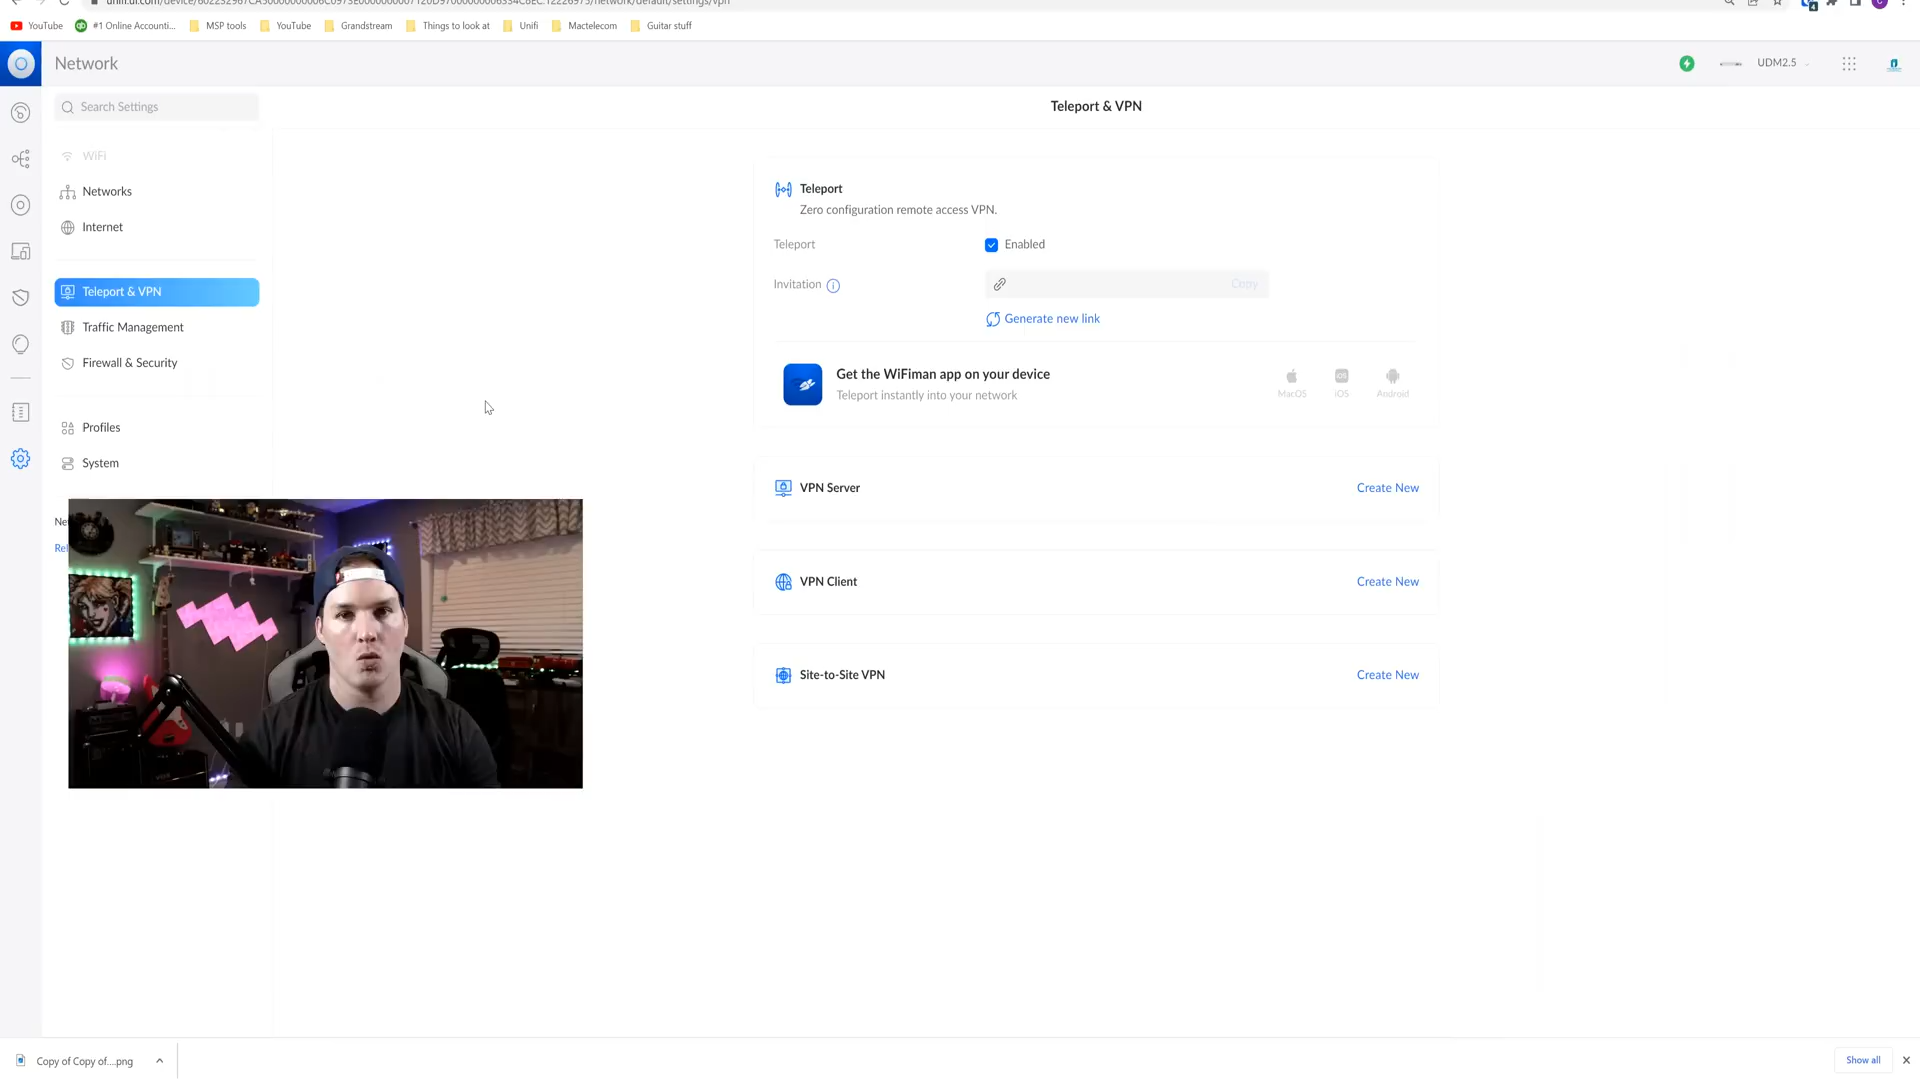 YouTube
#1 Online Accounti...
MSP tools
YouTube
Grandstream
Things to look at
Unifi
Mactelecom
Guitar stuff
Network
UDM2.5
Search Settings
Teleport & VPN
WiFi
Networks
Internet
Teleport & VPN
Traffic Management
Firewall & Security
Profiles
System
Ne
Rel
Teleport
Zero configuration remote access VPN.
Teleport
Enabled
Invitation
Copy
Generate new link
Get the WiFiman app on your device
Teleport instantly into your network
MacOS
iOS
Android
VPN Server
Create New
VPN Client
Create New
Site-to-Site VPN
Create New
Copy of Copy of....png
Show all